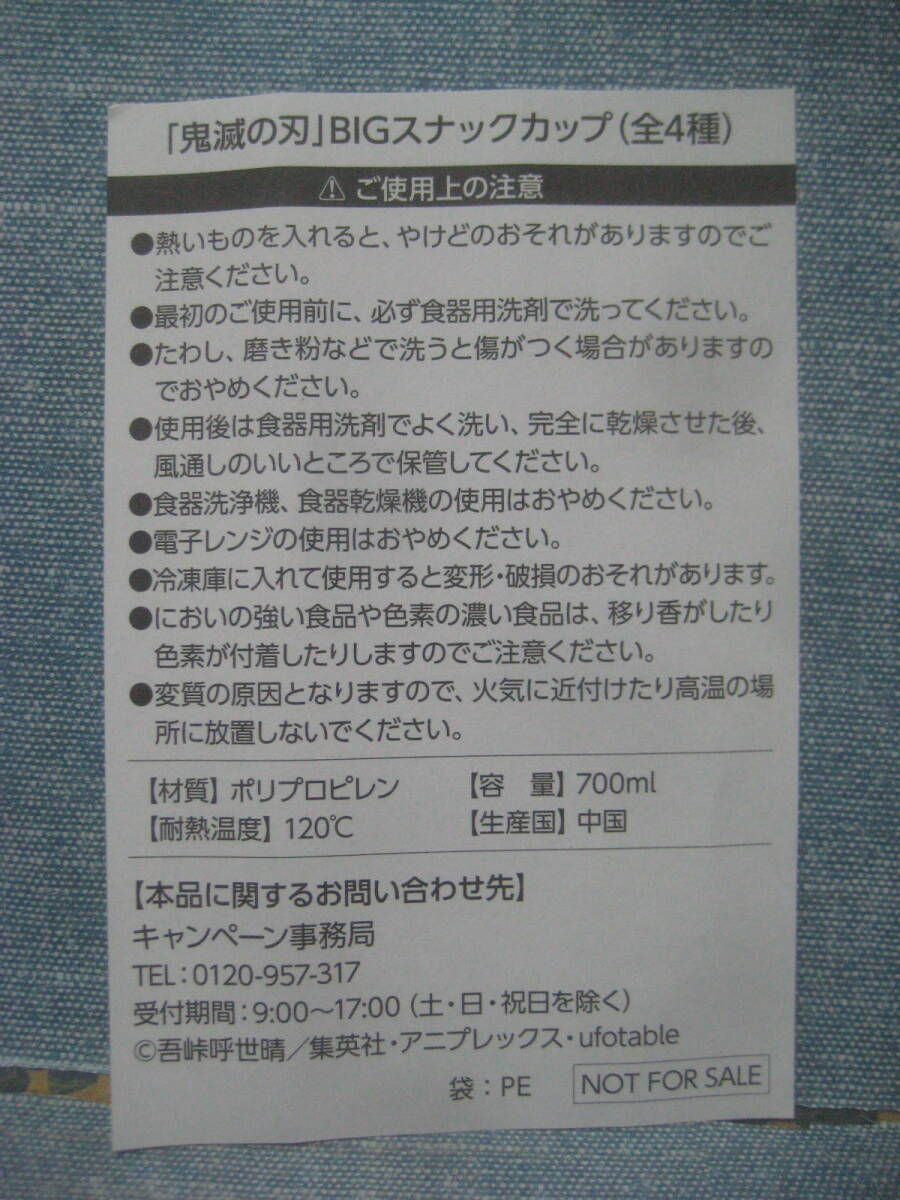 「鬼滅の刃」BIGスナックカップ(全4種)
⚠ ご使用上の注意
●熱いものを入れると、やけどのおそれがありますのでご
注意ください。
●最初のご使用前に、必ず食器用洗剤で洗ってください。
●たわし、磨き粉などで洗うと傷がつく場合がありますの
でおやめください。
●使用後は食器用洗剤でよく洗い、完全に乾燥させた後、
風通しのいいところで保管してください。
●食器洗浄機、食器乾燥機の使用はおやめください。
●電子レンジの使用はおやめください。
●冷凍庫に入れて使用すると変形・破損のおそれがあります。
●においの強い食品や色素の濃い食品は、移り香がしたり
色素が付着したりしますのでご注意ください。
●変質の原因となりますので、火気に近付けたり高温の場
所に放置しないでください。
【材質】ポリプロピレン 【容 量】700ml
【耐熱温度】120℃ 【生産国】中国
【本品に関するお問い合わせ先】
キャンペーン事務局
TEL:0120-957-317
受付期間:9:00～17:00(土・日・祝日を除く)
©吾峠呼世晴/集英社・アニプレックス・ufotable
袋:PE NOT FOR SALE